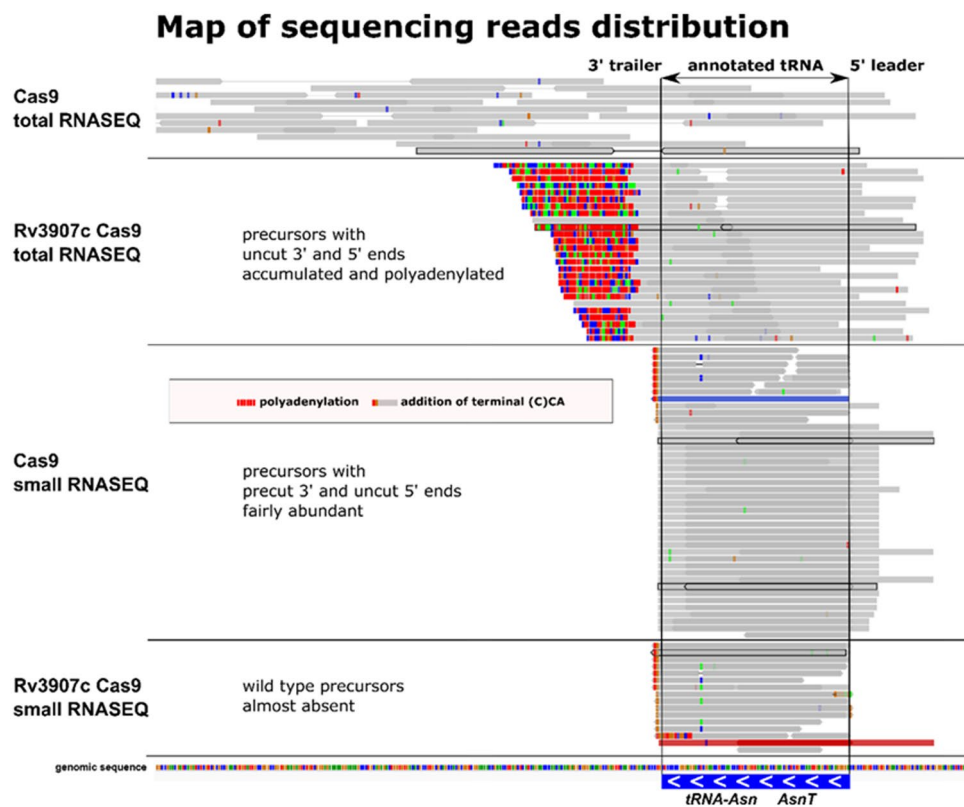 Map of sequencing reads distribution
3' trailer
annotated tRNA
5' leader
Cas9
total RNASEQ
Rv3907c Cas9
total RNASEQ
precursors with
uncut 3' and 5' ends
accumulated and polyadenylated
polyadenylation
addition of terminal (C)CA
Cas9
small RNASEQ
precursors with
precut 3' and uncut 5' ends
fairly abundant
Rv3907c Cas9
small RNASEQ
wild type precursors
almost absent
genomic sequence
tRNA-Asn
AsnT